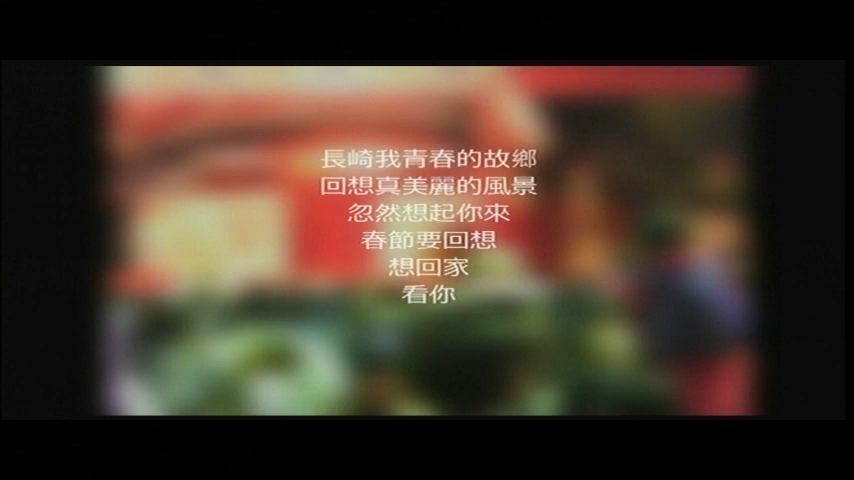 長崎我青春的故鄉
回想真美麗的風景
忽然想起你來
春節要回想
想回家
看你